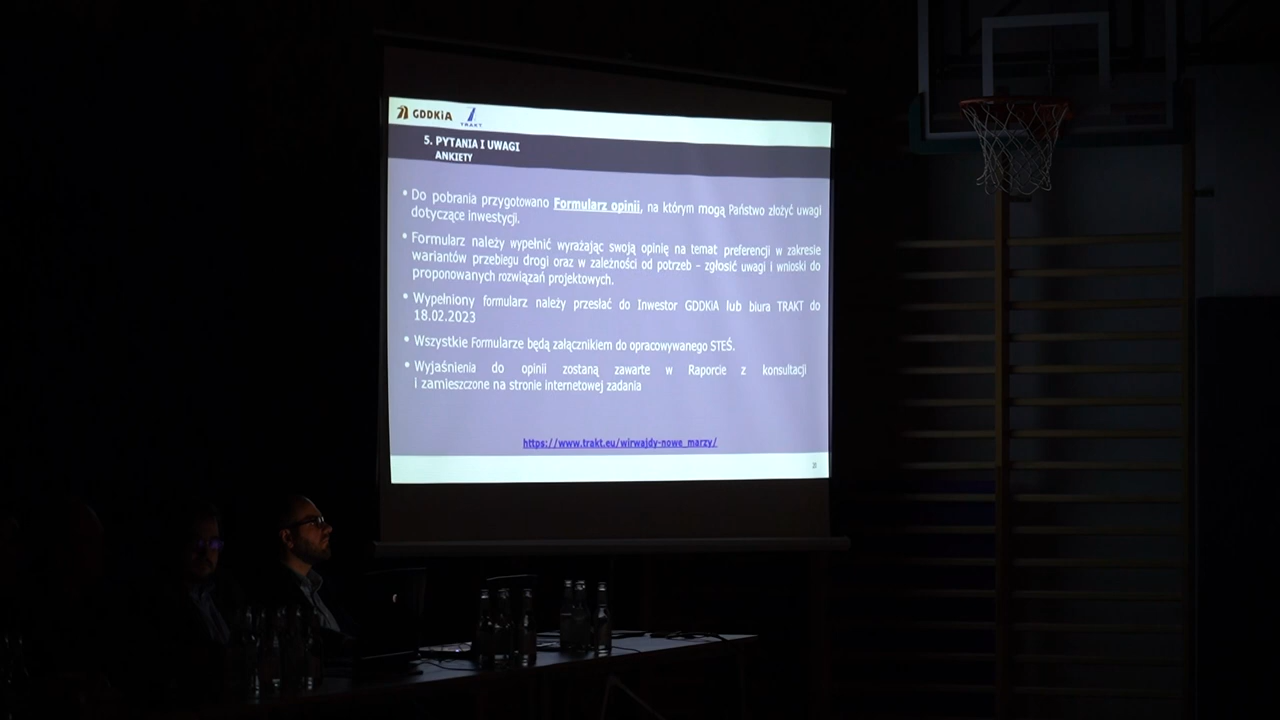 GDDKiA TRAKT
5. PYTANIA I UWAGI
ANKIETY
• Do pobrania przygotowano Formularz opinii, na którym mogą Państwo złożyć uwagi
dotyczące inwestycji.
• Formularz należy wypełnić wyrażając swoją opinię na temat preferencji w zakresie
wariantów przebiegu drogi oraz w zależności od potrzeb – zgłosić uwagi i wnioski do
proponowanych rozwiązań projektowych.
• Wypełniony formularz należy przesłać do Inwestor GDDKiA lub biura TRAKT do
18.02.2023
• Wszystkie Formularze będą załącznikiem do opracowywanego STEŚ.
• Wyjaśnienia do opinii zostaną zawarte w Raporcie z konsultacji
i zamieszczone na stronie internetowej zadania
https://www.trakt.eu/wirwajdy-nowe_marzy/